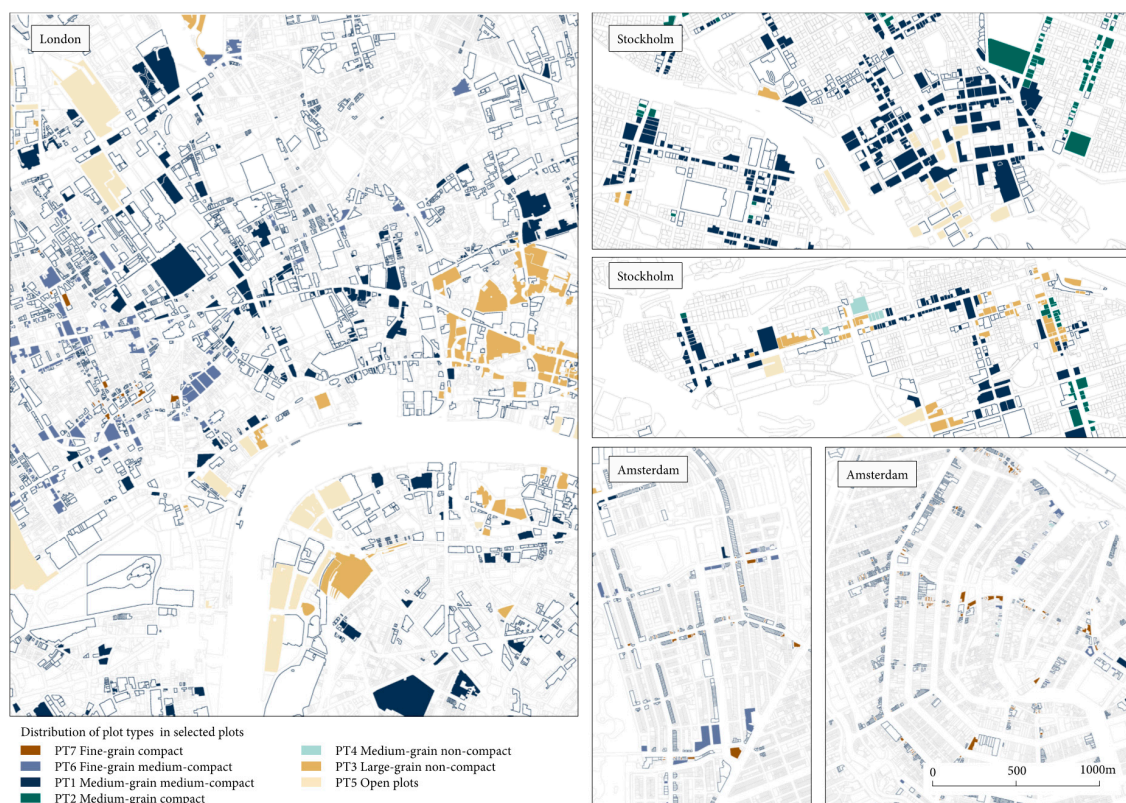 London
Stockholm
Stockholm
Amsterdam
Amsterdam
0 500 1000m
Distribution of plot types in selected plots
PT7 Fine-grain compact
PT6 Fine-grain medium-compact
PT1 Medium-grain medium-compact
PT2 Medium-grain compact
PT4 Medium-grain non-compact
PT3 Large-grain non-compact
PT5 Open plots